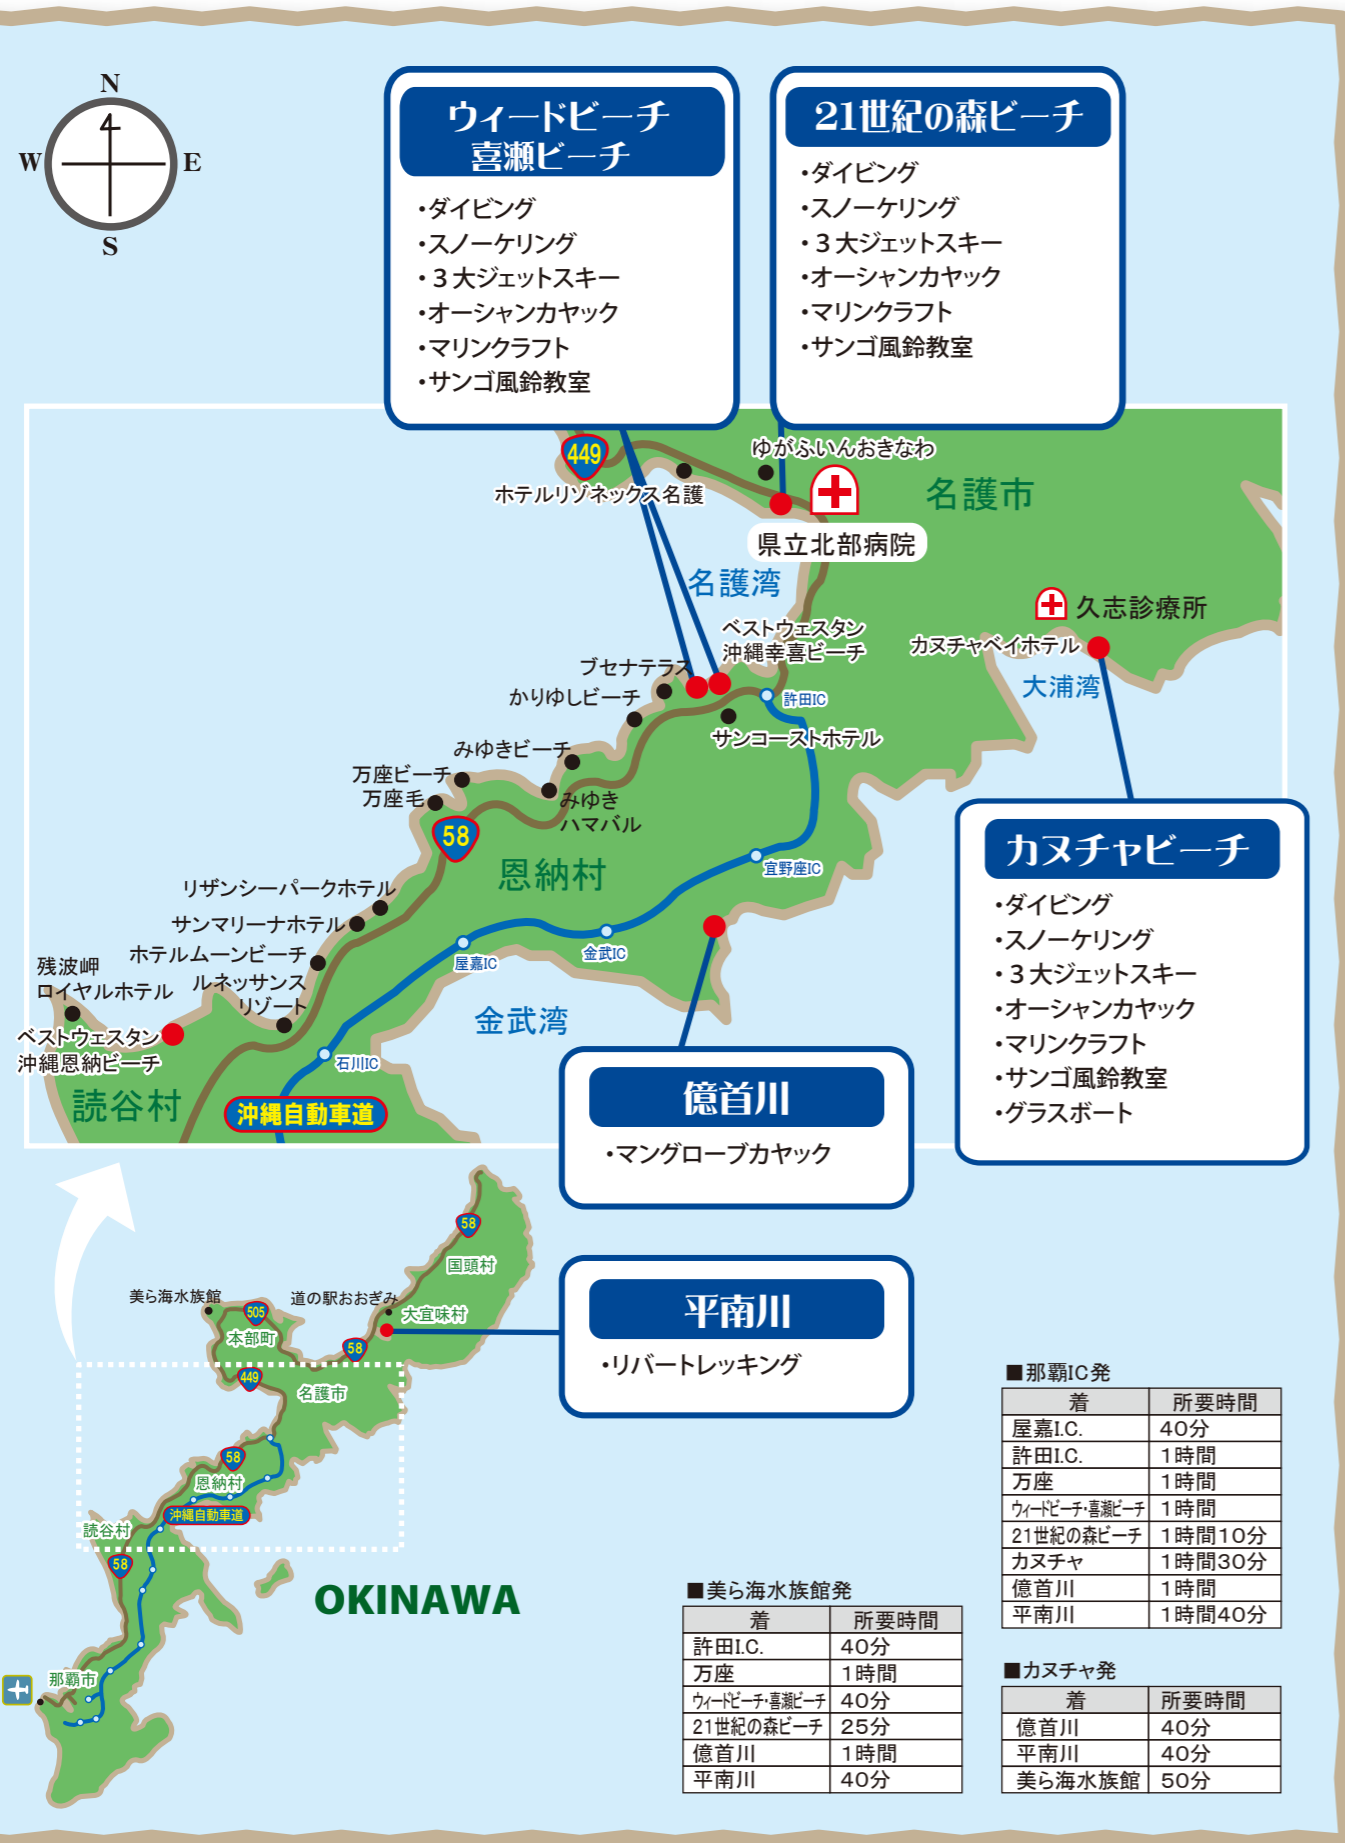 N
W
E
S
ウィードビーチ
喜瀬ビーチ
・ダイビング
・スノーケリング
・３大ジェットスキー
・オーシャンカヤック
・マリンクラフト
・サンゴ風鈴教室
21世紀の森ビーチ
・ダイビング
・スノーケリング
・３大ジェットスキー
・オーシャンカヤック
・マリンクラフト
・サンゴ風鈴教室
449
ゆがふいんおきなわ
ホテルリゾネックス名護
名護市
県立北部病院
名護湾
久志診療所
カヌチャベイホテル
大浦湾
ベストウェスタン
沖縄幸喜ビーチ
ブセナテラス
かりゆしビーチ
許田IC
サンコーストホテル
みゆきビーチ
万座ビーチ
万座毛
みゆき
ハマバル
58
恩納村
宜野座IC
リザンシーパークホテル
サンマリーナホテル
ホテルムーンビーチ
金武IC
屋嘉IC
残波岬
ロイヤルホテル
ルネッサンス
リゾート
金武湾
ベストウェスタン
沖縄恩納ビーチ
石川IC
読谷村
沖縄自動車道
カヌチャビーチ
・ダイビング
・スノーケリング
・３大ジェットスキー
・オーシャンカヤック
・マリンクラフト
・サンゴ風鈴教室
・グラスボート
億首川
・マングローブカヤック
平南川
・リバートレッキング
58
国頭村
美ら海水族館
505
道の駅おおぎみ
大宜味村
本部町
58
449
名護市
58
恩納村
沖縄自動車道
読谷村
58
OKINAWA
那覇市
■那覇IC発
着 所要時間
屋嘉I.C. 40分
許田I.C. 1時間
万座 1時間
ウィードビーチ・喜瀬ビーチ 1時間
21世紀の森ビーチ 1時間10分
カヌチャ 1時間30分
億首川 1時間
平南川 1時間40分
■美ら海水族館発
着 所要時間
許田I.C. 40分
万座 1時間
ウィードビーチ・喜瀬ビーチ 40分
21世紀の森ビーチ 25分
億首川 1時間
平南川 40分
■カヌチャ発
着 所要時間
億首川 40分
平南川 40分
美ら海水族館 50分